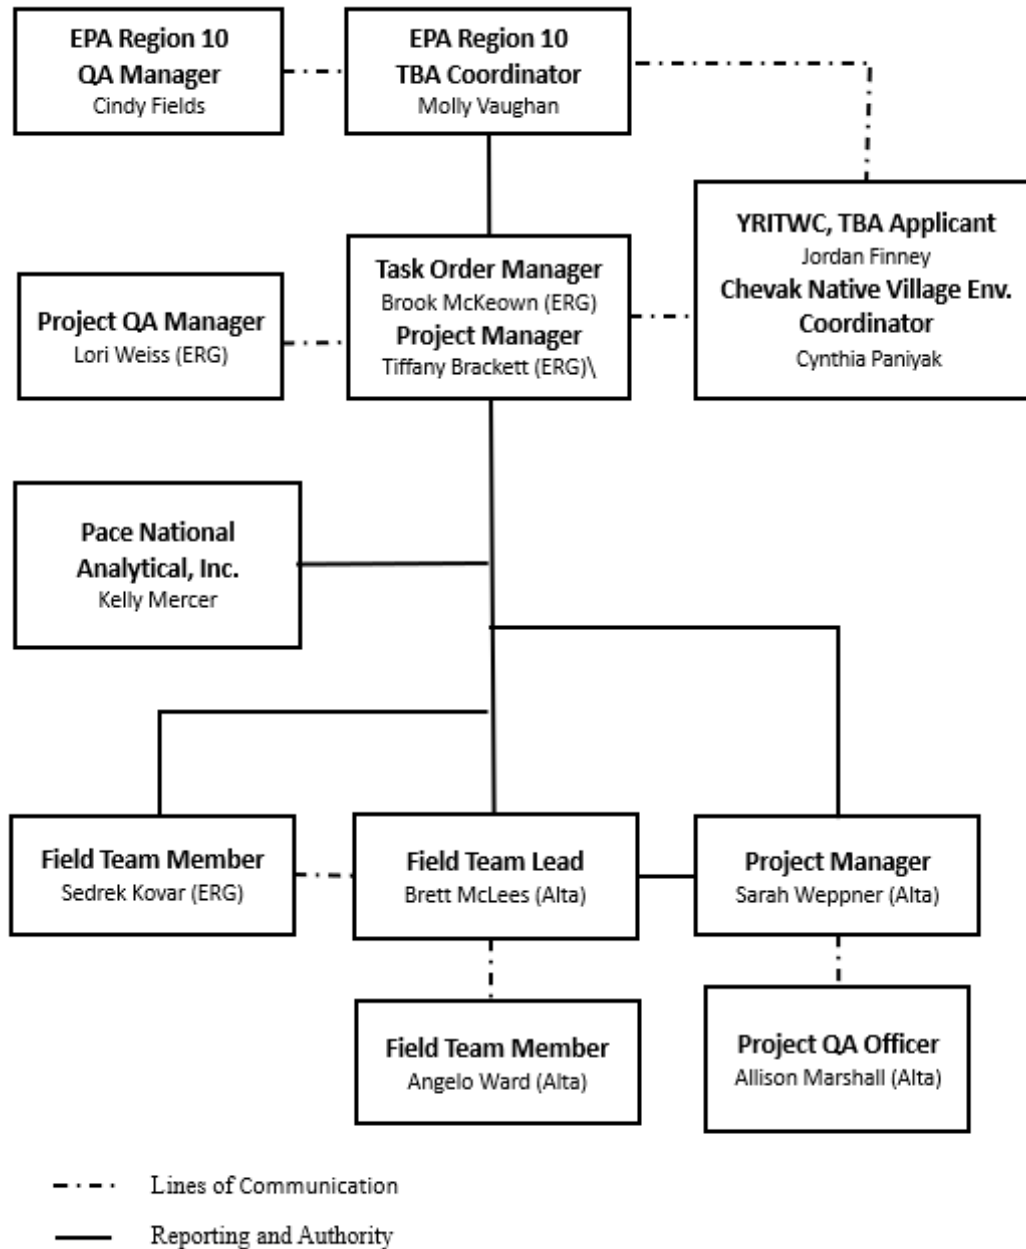 EPA Region 10
QA Manager
Cindy Fields
EPA Region 10
TBA Coordinator
Molly Vaughan
YRITWC, TBA Applicant
Jordan Finney
Chevak Native Village Env.
Coordinator
Cynthia Paniyak
Task Order Manager
Brook McKeown (ERG)
Project Manager
Tiffany Brackett (ERG)\
Project QA Manager
Lori Weiss (ERG)
Pace National
Analytical, Inc.
Kelly Mercer
Field Team Member
Sedrek Kovar (ERG)
Field Team Lead
Brett McLees (Alta)
Project Manager
Sarah Weppner (Alta)
Field Team Member
Angelo Ward (Alta)
Project QA Officer
Allison Marshall (Alta)
Lines of Communication
Reporting and Authority